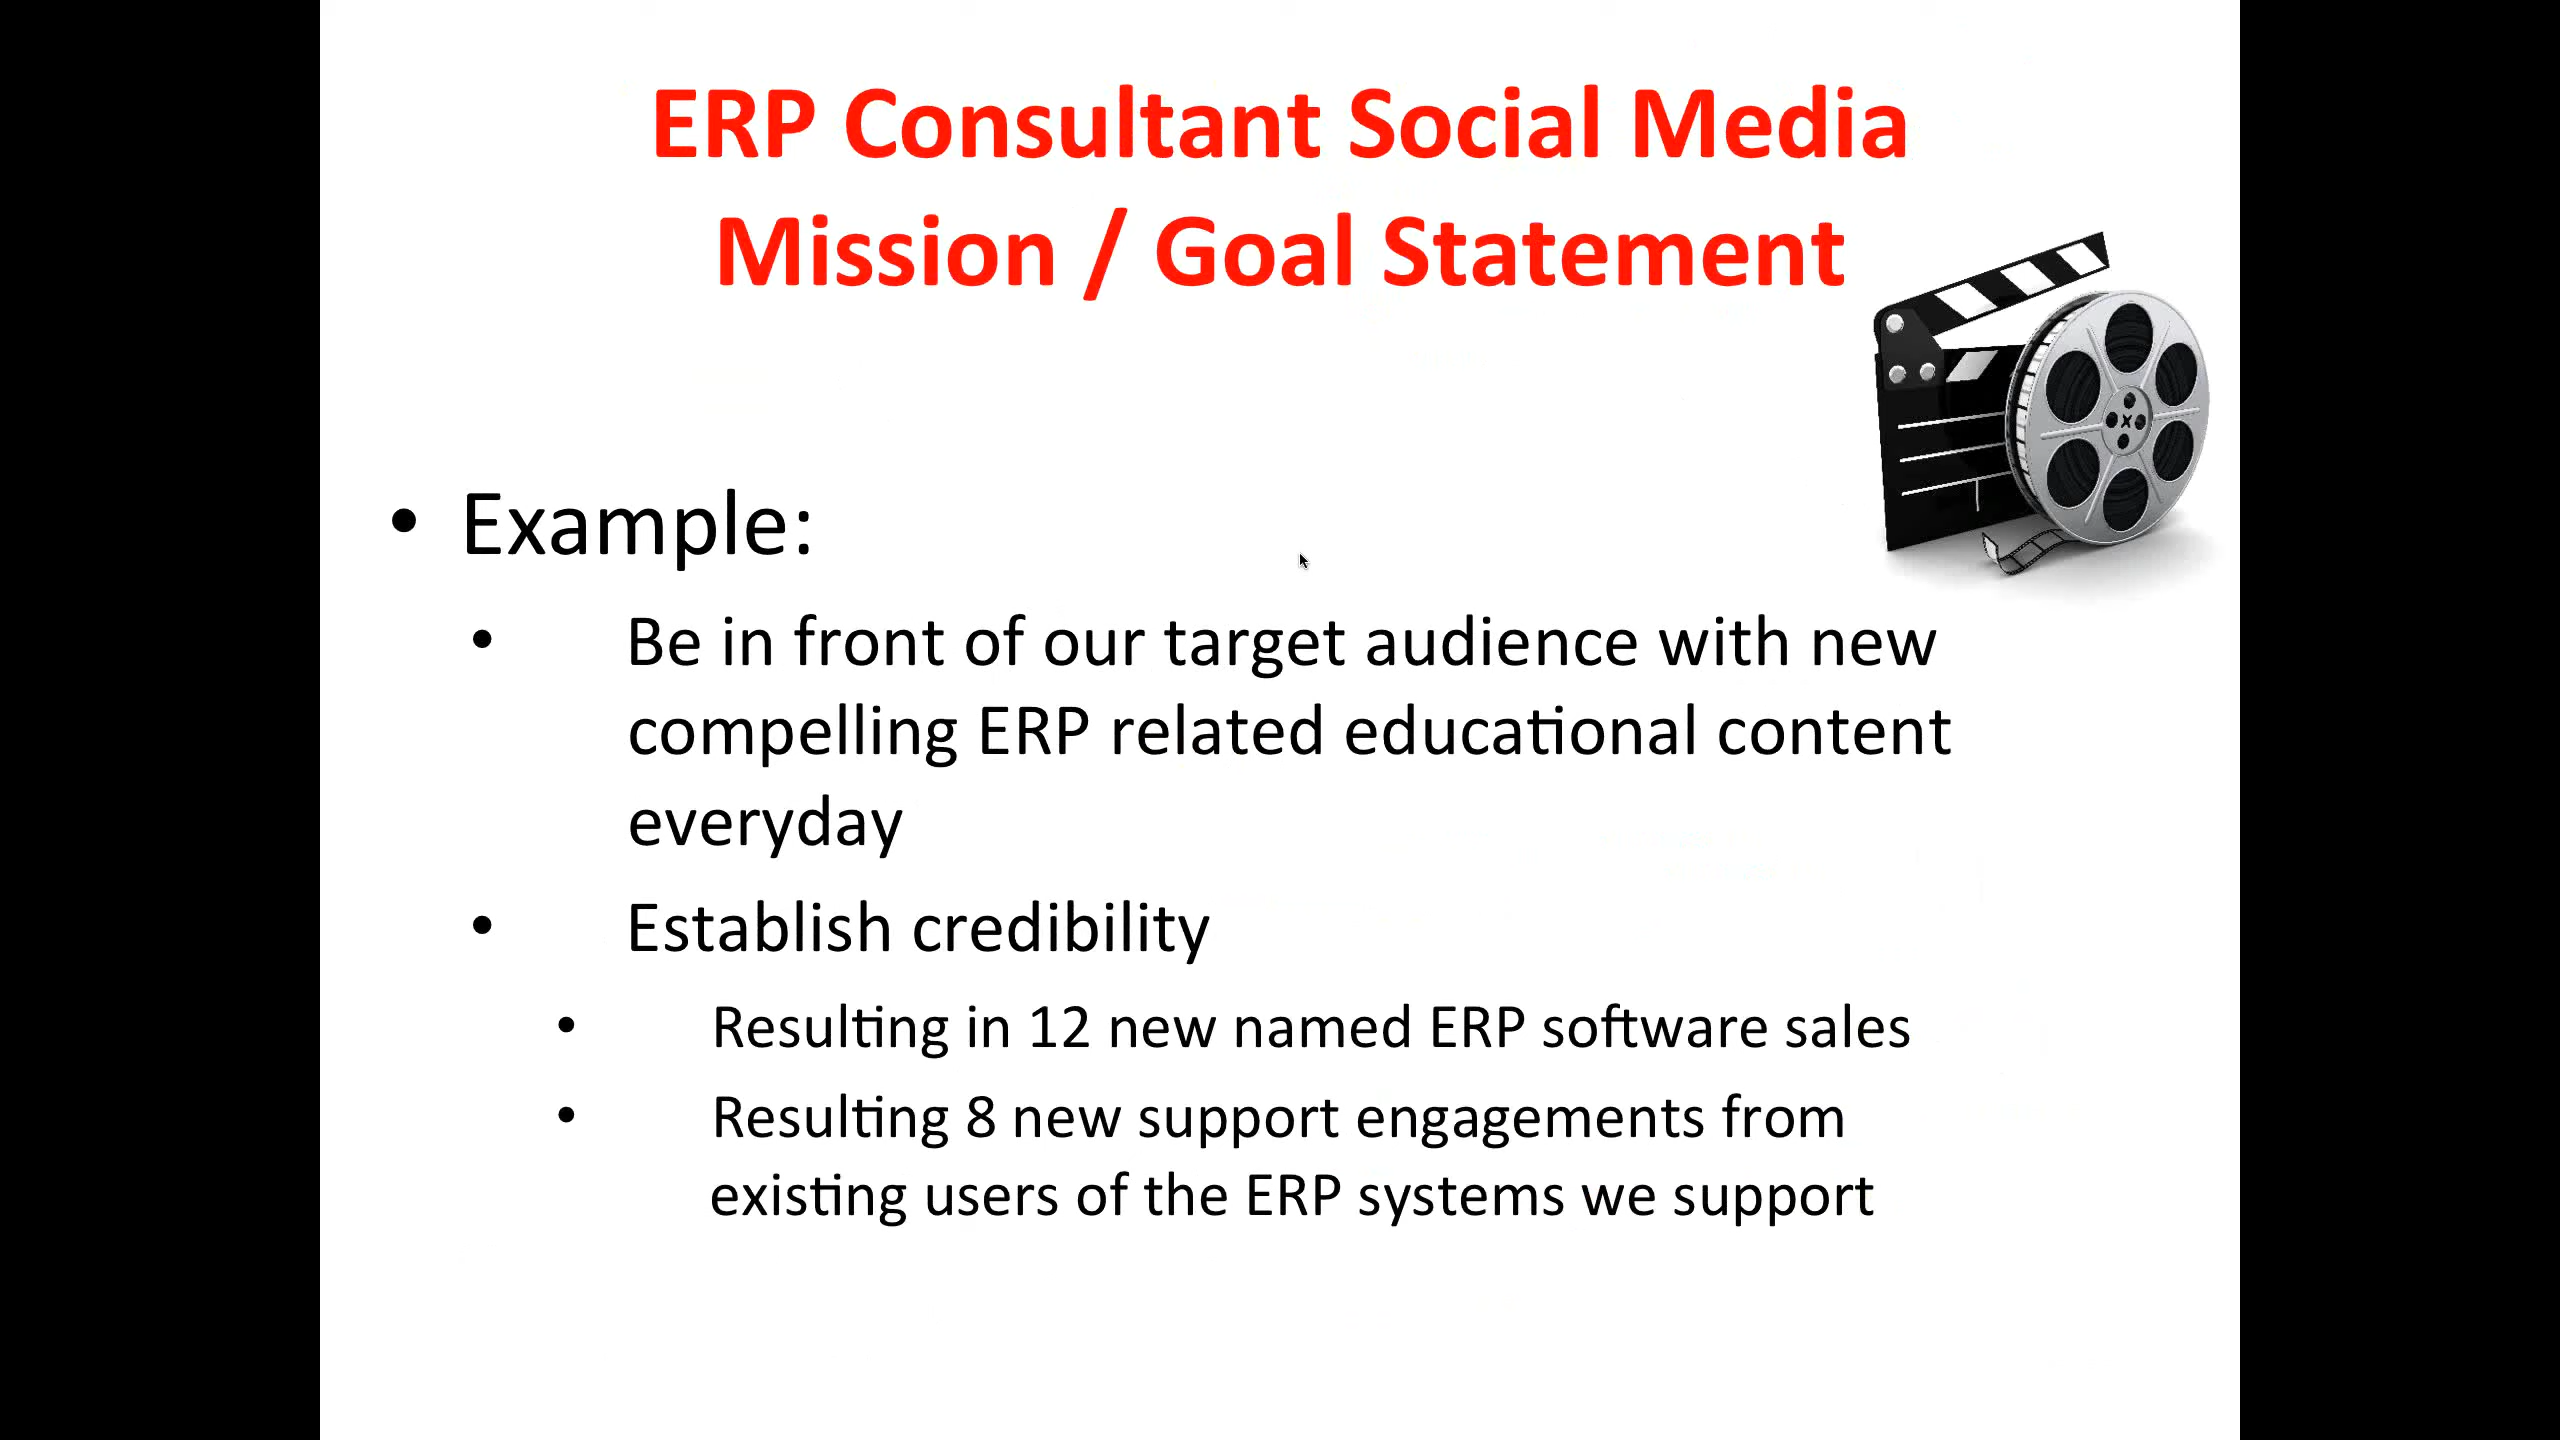 ERP Consultant Social Media
Mission / Goal Statement
• Example:
• Be in front of our target audience with new
compelling ERP related educational content
everyday
• Establish credibility
• Resulting in 12 new named ERP software sales
• Resulting 8 new support engagements from
existing users of the ERP systems we support